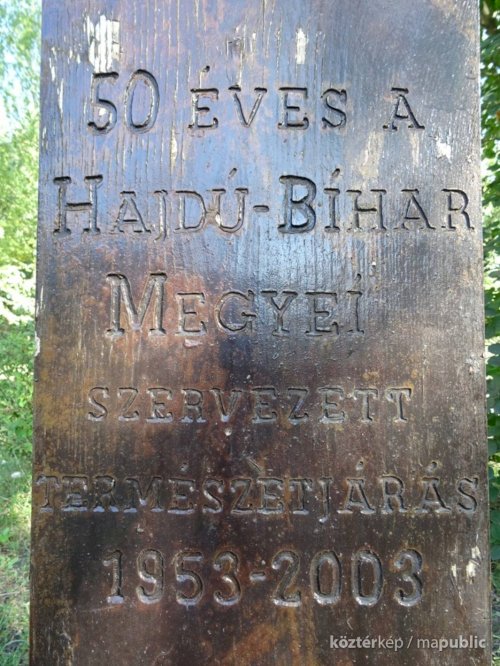 50 ÉVES A
HAJDÚ-BÍHAR
MEGYEÍ
SZERVEZETT
TERMÉSZETJÁRÁS
1953-2003
köztérkép / mapublic